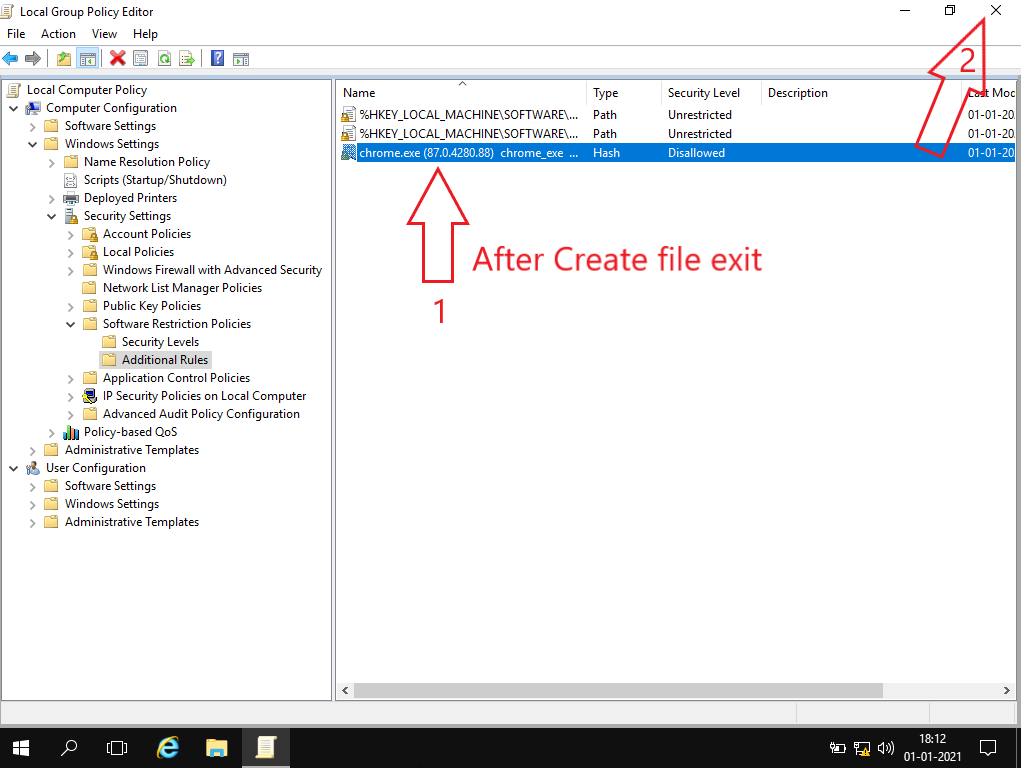 Local Group Policy Editor
File Action View Help
Local Computer Policy
Computer Configuration
Software Settings
Windows Settings
Name Resolution Policy
Scripts (Startup/Shutdown)
Deployed Printers
Security Settings
Account Policies
Local Policies
Windows Firewall with Advanced Security
Network List Manager Policies
Public Key Policies
Software Restriction Policies
Security Levels
Additional Rules
Application Control Policies
IP Security Policies on Local Computer
Advanced Audit Policy Configuration
Policy-based QoS
Administrative Templates
User Configuration
Software Settings
Windows Settings
Administrative Templates
Name Type Security Level Description Last Mod
%HKEY_LOCAL_MACHINE\SOFTWARE\... Path Unrestricted 01-01-20
%HKEY_LOCAL_MACHINE\SOFTWARE\... Path Unrestricted 01-01-20
chrome.exe (87.0.4280.88) chrome_exe ... Hash Disallowed 01-01-20
2
After Create file exit
1
18:12
01-01-2021